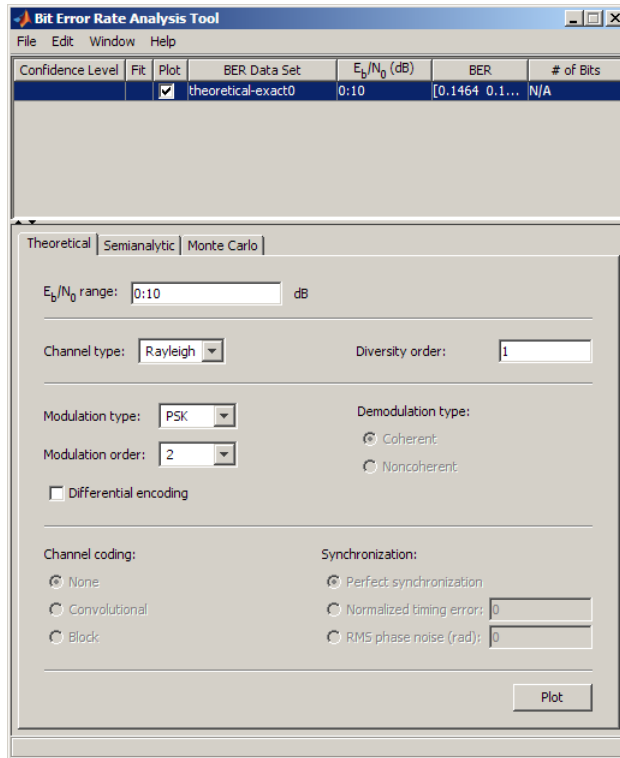 Bit Error Rate Analysis Tool
File Edit Window Help
Confidence Level Fit Plot BER Data Set Eb/N0 (dB) BER # of Bits
theoretical-exact0 0:10 [0.1464 0.1... N/A
Theoretical Semianalytic Monte Carlo
Eb/N0 range: 0:10 dB
Channel type: Rayleigh Diversity order: 1
Modulation type: PSK Demodulation type:
Coherent
Modulation order: 2
Noncoherent
Differential encoding
Channel coding: Synchronization:
None Perfect synchronization
Convolutional Normalized timing error: 0
Block RMS phase noise (rad): 0
Plot